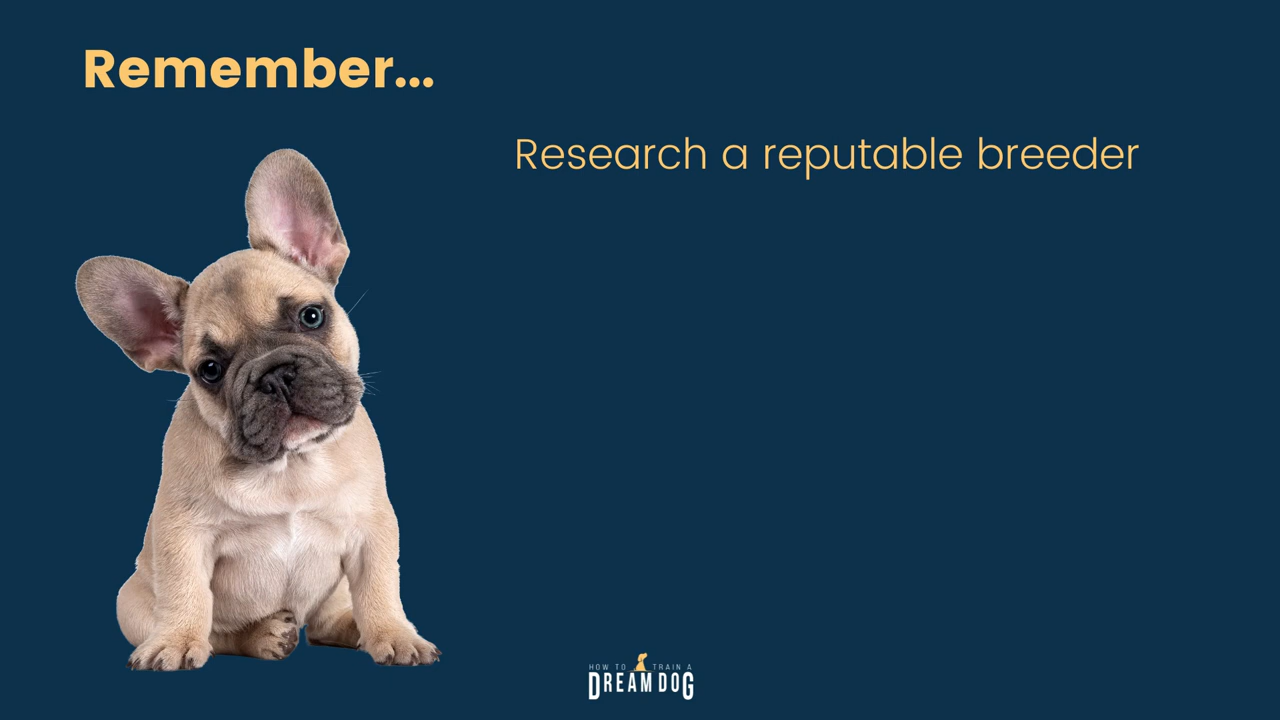 Remember...
Research a reputable breeder
HOW TO TRAIN A
DREAM DOG